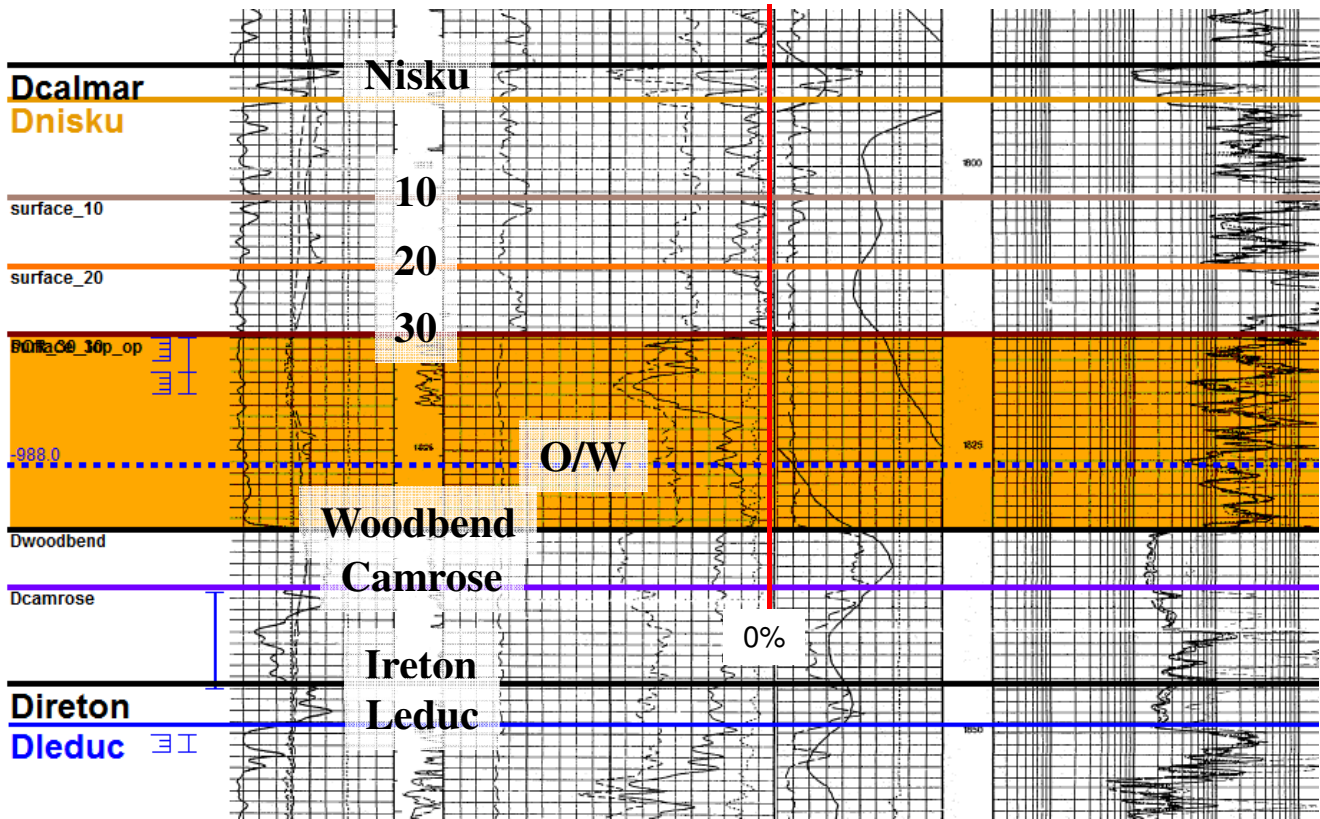 Nisku
Dcalmar
Dnisku
1800
10
surface_10
20
surface_20
30
-988.0
O/W
1825
1825
Woodbend
Dwoodbend
Camrose
Dcamrose
0%
Ireton
Direton
Leduc
Dleduc
1850